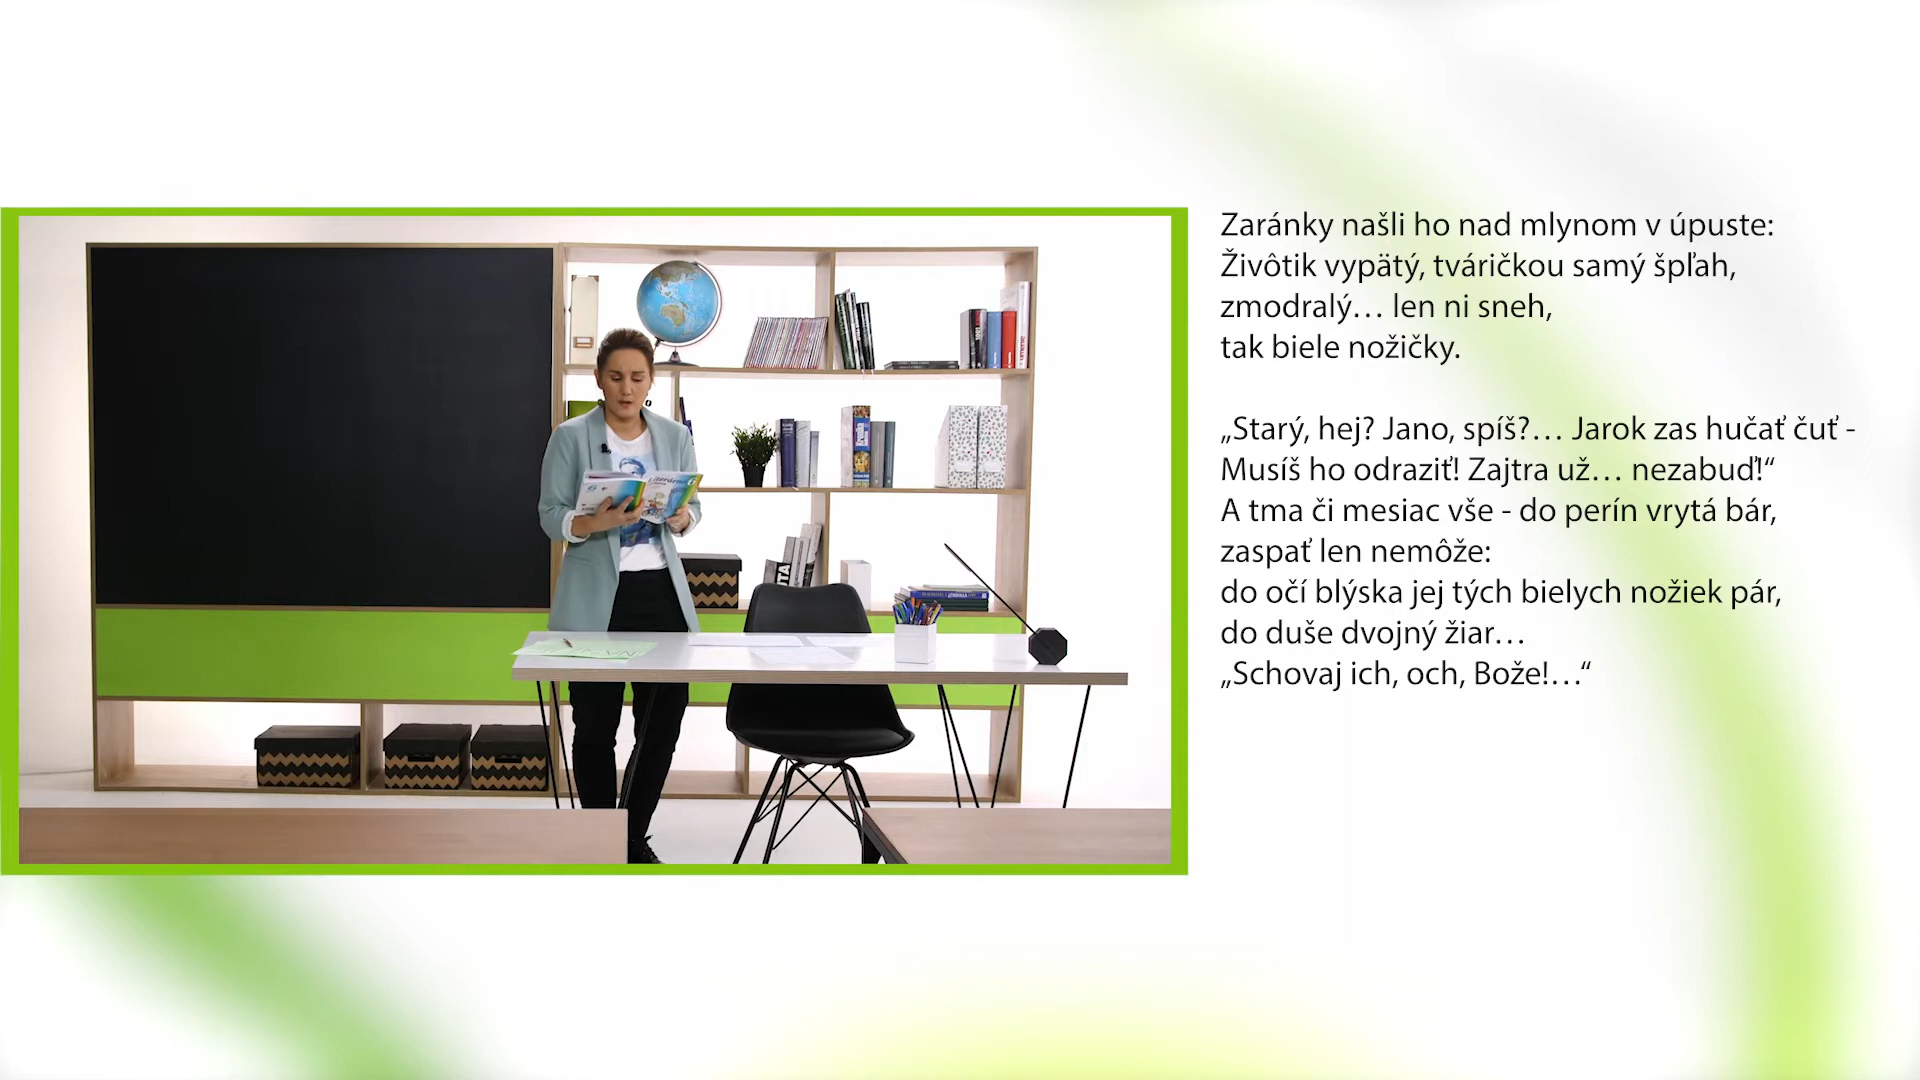 Zaránky našli ho nad mlynom v úpuste:
Živôtik vypätý, tváričkou samý špľah,
zmodralý… len ni sneh,
tak biele nožičky.
„Starý, hej? Jano, spíš?… Jarok zas hučať čuť -
Musíš ho odraziť! Zajtra už… nezabuď!“
A tma či mesiac vše - do perín vrytá bár,
zaspať len nemôže:
do očí blýska jej tých bielych nožiek pár,
do duše dvojný žiar…
„Schovaj ich, och, Bože!…“